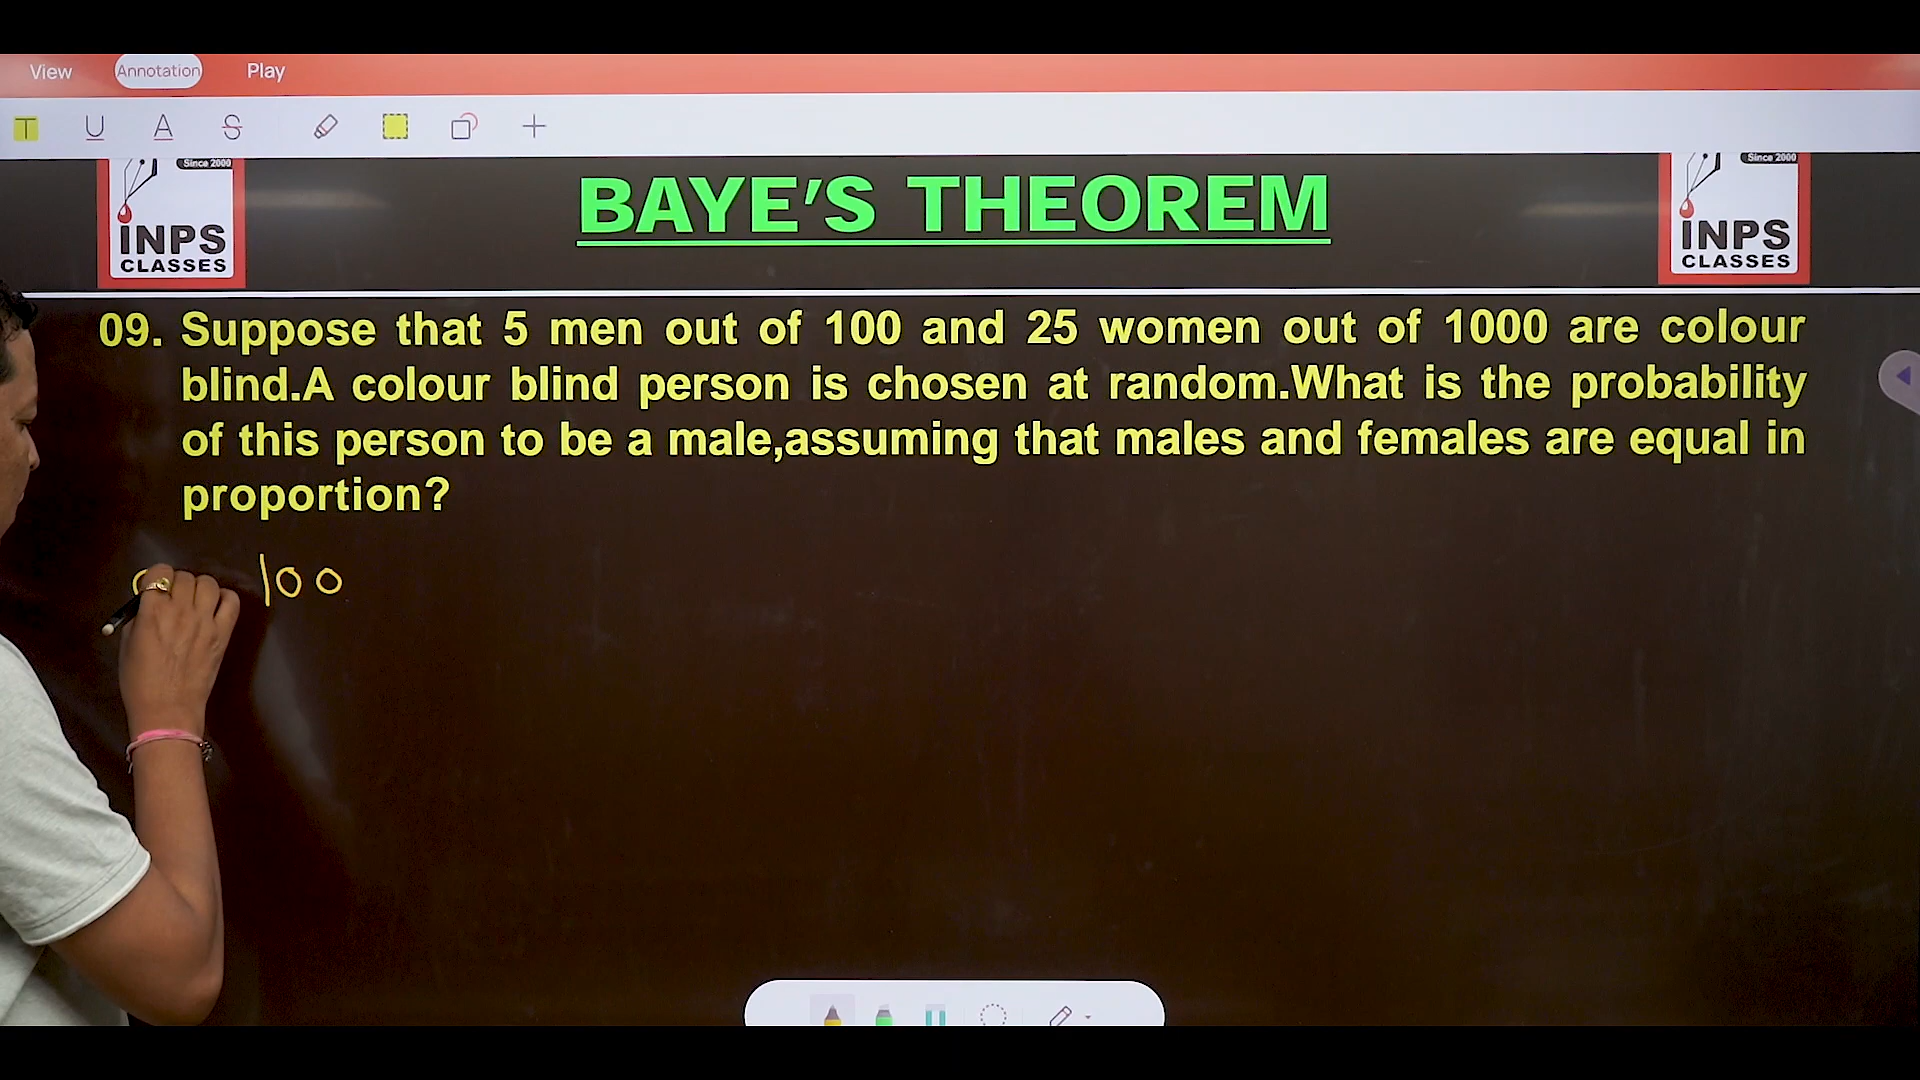 View Annotation Play
T U A S
Since 2000
INPS
CLASSES
BAYE'S THEOREM
Since 2000
INPS
CLASSES
09. Suppose that 5 men out of 100 and 25 women out of 1000 are colour
blind.A colour blind person is chosen at random.What is the probability
of this person to be a male,assuming that males and females are equal in
proportion?
100